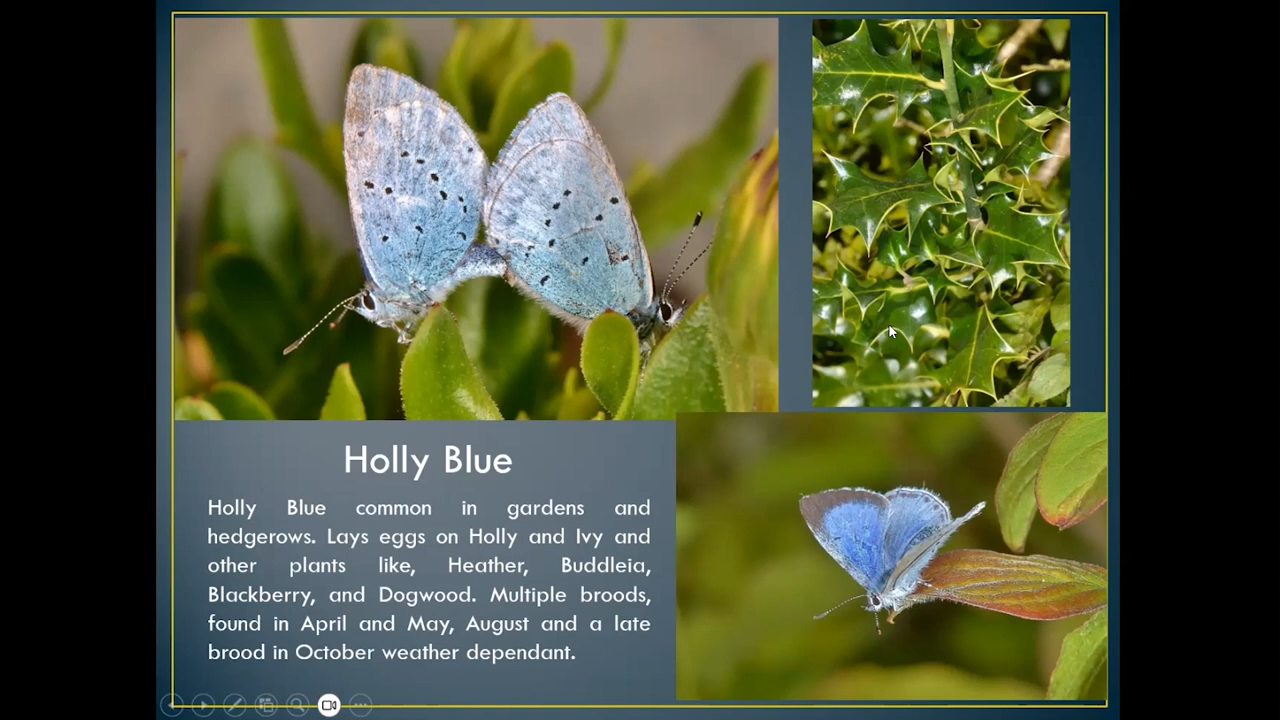 Holly Blue
Holly Blue common in gardens and
hedgerows. Lays eggs on Holly and Ivy and
other plants like, Heather, Buddleia,
Blackberry, and Dogwood. Multiple broods,
found in April and May, August and a late
brood in October weather dependant.